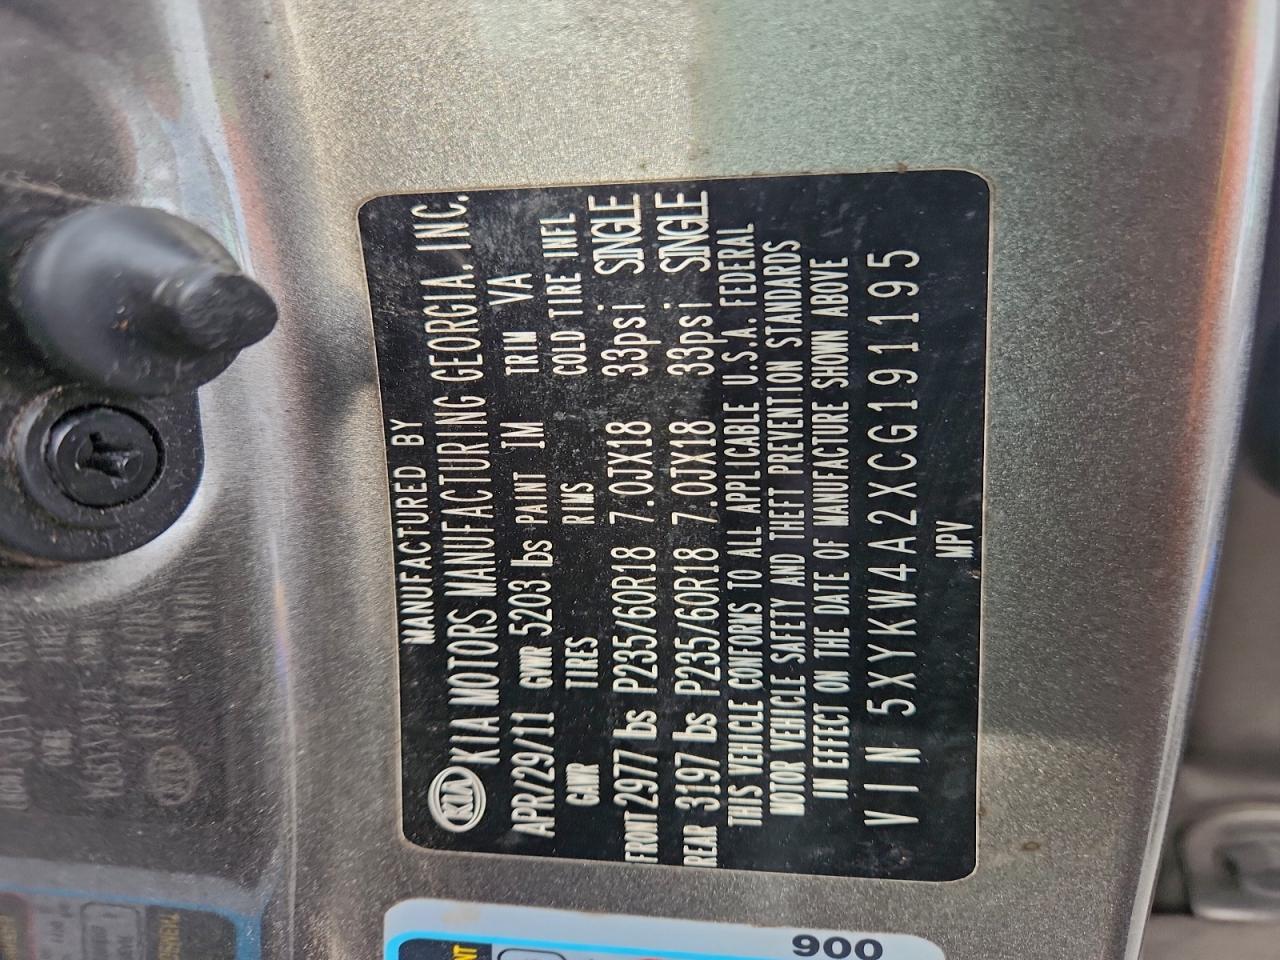 MANUFACTURED BY
KIA KIA MOTORS MANUFACTURING GEORGIA, INC.
APR/29/11 GVWR 5203 lbs PAINT IM TRIM VA
GAWR TIRES RIMS COLD TIRE INFL
FRONT 2977 lbs P235/60R18 7.0JX18 33psi SINGLE
REAR 3197 lbs P235/60R18 7.0JX18 33psi SINGLE
THIS VEHICLE CONFORMS TO ALL APPLICABLE U.S.A. FEDERAL
MOTOR VEHICLE SAFETY AND THEFT PREVENTION STANDARDS
IN EFFECT ON THE DATE OF MANUFACTURE SHOWN ABOVE
VIN 5XYKW4A2XCG191195
MPV
900